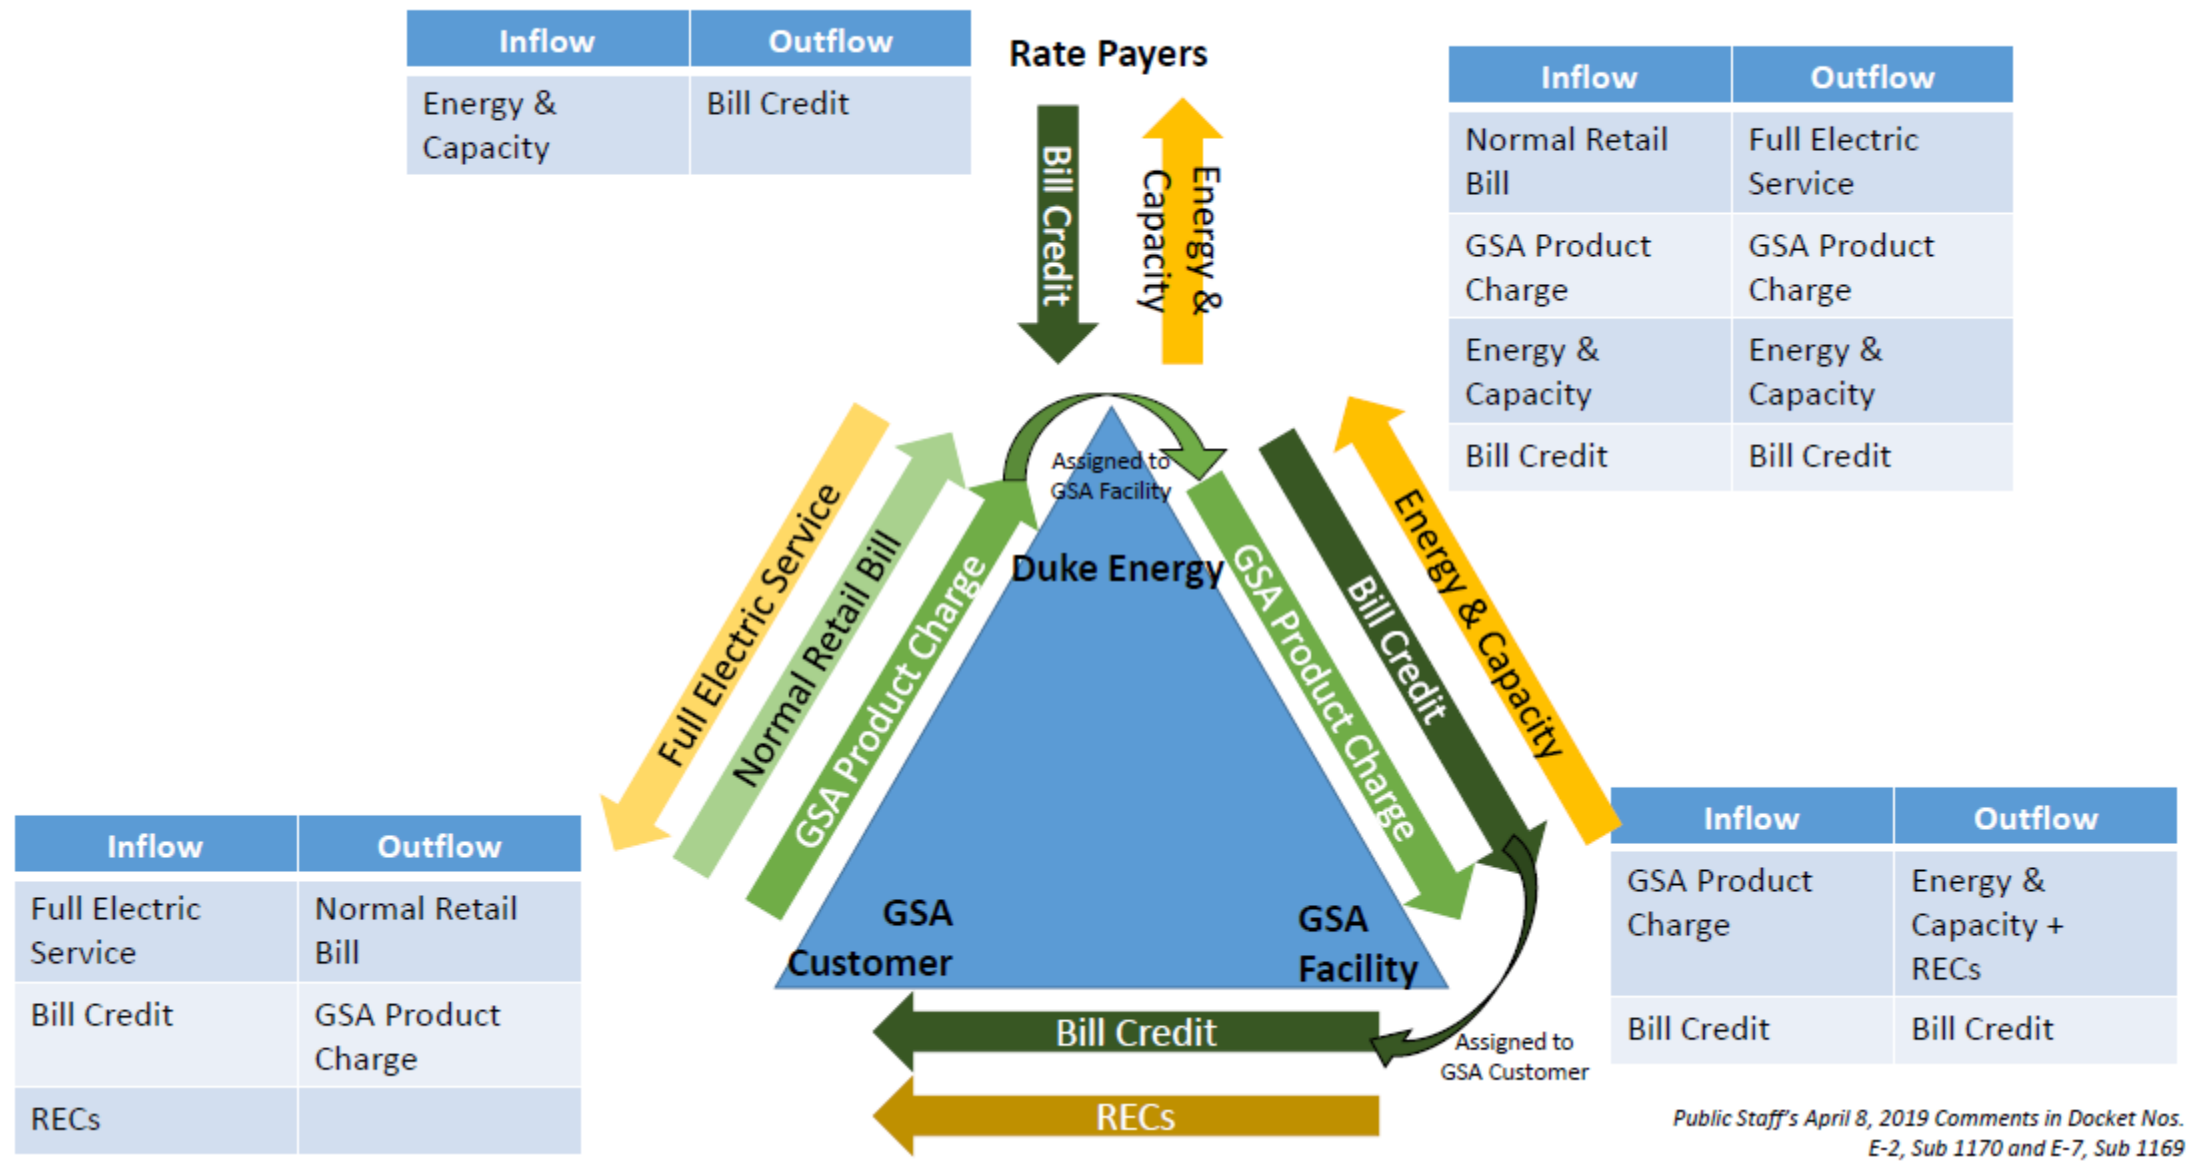 Inflow Outflow
Energy & Bill Credit
Capacity
Rate Payers
Bill Credit
Energy &
Capacity
Inflow Outflow
Normal Retail Full Electric
Bill Service
GSA Product GSA Product
Charge Charge
Energy & Energy &
Capacity Capacity
Bill Credit Bill Credit
Assigned to
GSA Facility
Duke Energy
Full Electric Service
Normal Retail Bill
GSA Product Charge
GSA Product Charge
Bill Credit
Energy & Capacity
GSA
Customer
GSA
Facility
Inflow Outflow
Full Electric Normal Retail
Service Bill
Bill Credit GSA Product
Charge
RECs
Inflow Outflow
GSA Product Energy &
Charge Capacity +
RECs
Bill Credit Bill Credit
Bill Credit
Assigned to
GSA Customer
RECs
Public Staff's April 8, 2019 Comments in Docket Nos.
E-2, Sub 1170 and E-7, Sub 1169